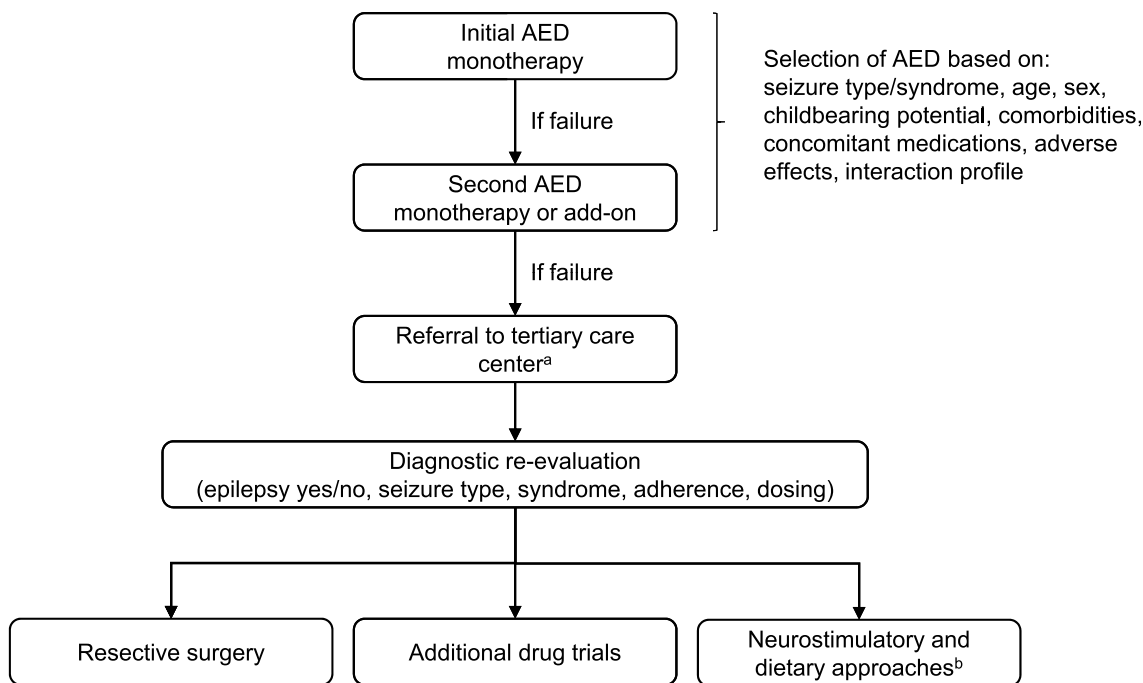 Initial AED
monotherapy
Selection of AED based on:
seizure type/syndrome, age, sex,
childbearing potential, comorbidities,
concomitant medications, adverse
effects, interaction profile
If failure
Second AED
monotherapy or add-on
If failure
Referral to tertiary care
centerᵃ
Diagnostic re-evaluation
(epilepsy yes/no, seizure type, syndrome, adherence, dosing)
Resective surgery
Additional drug trials
Neurostimulatory and
dietary approachesᵇ